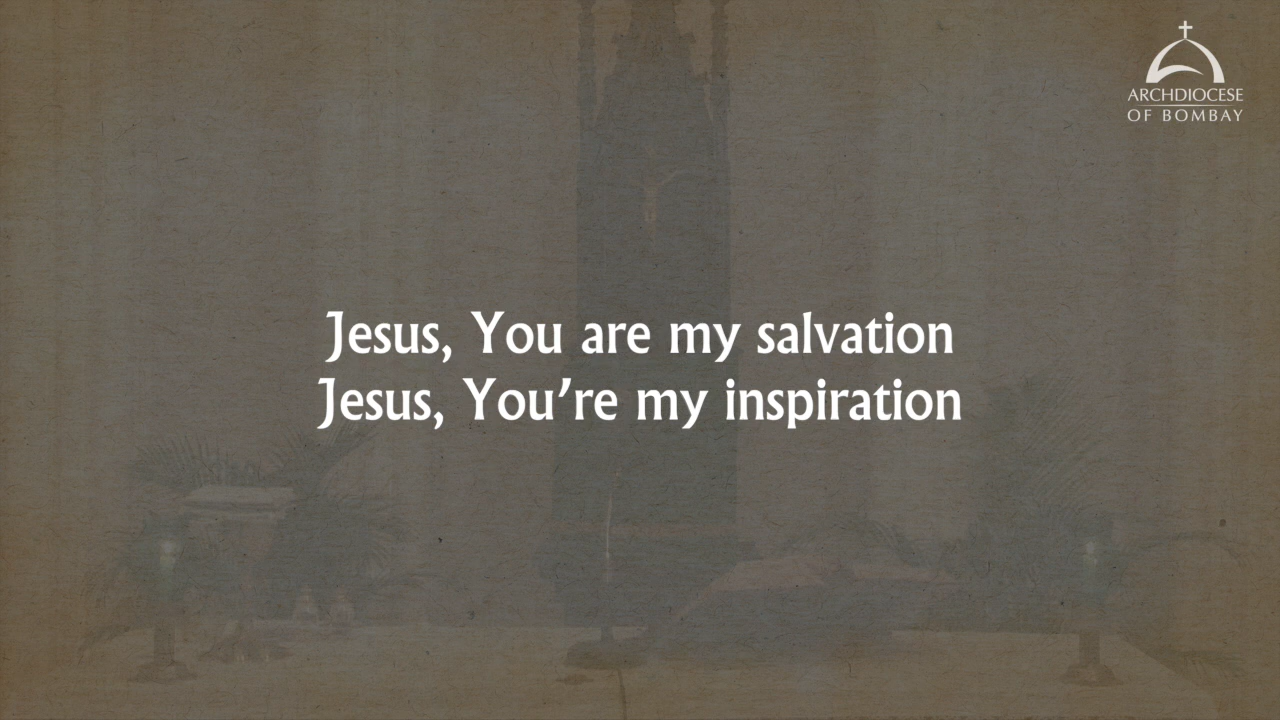 ARCHDIOCESE
OF BOMBAY
Jesus, You are my salvation
Jesus, You’re my inspiration